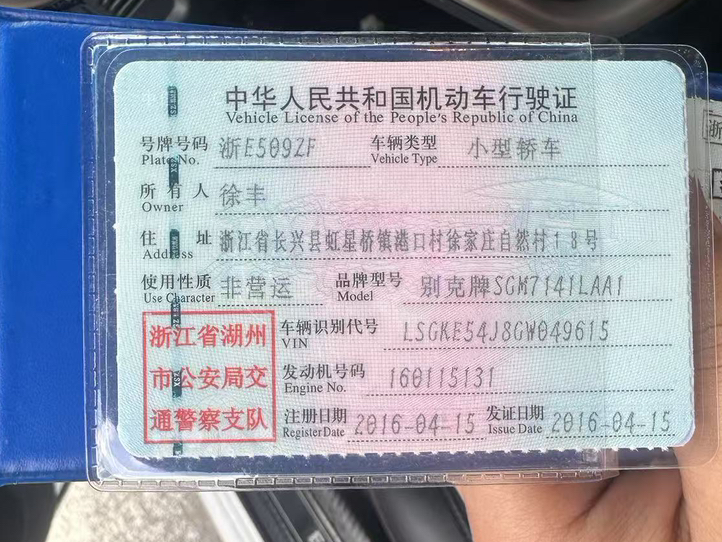 中华人民共和国机动车行驶证
Vehicle License of the People's Republic of China
号牌号码 浙E509ZF 车辆类型 小型轿车
Plate No. Vehicle Type
所有人 徐丰
Owner
住址 浙江省长兴县虹星桥镇港口村徐家庄自然村18号
Address
使用性质 非营运 品牌型号 别克牌SGM7141LAA1
Use Character Model
浙江省湖州
市公安局交
通警察支队
车辆识别代号 LSGKE54J8GW049615
VIN
发动机号码 160115131
Engine No.
注册日期 2016-04-15 发证日期 2016-04-15
Register Date Issue Date
浙